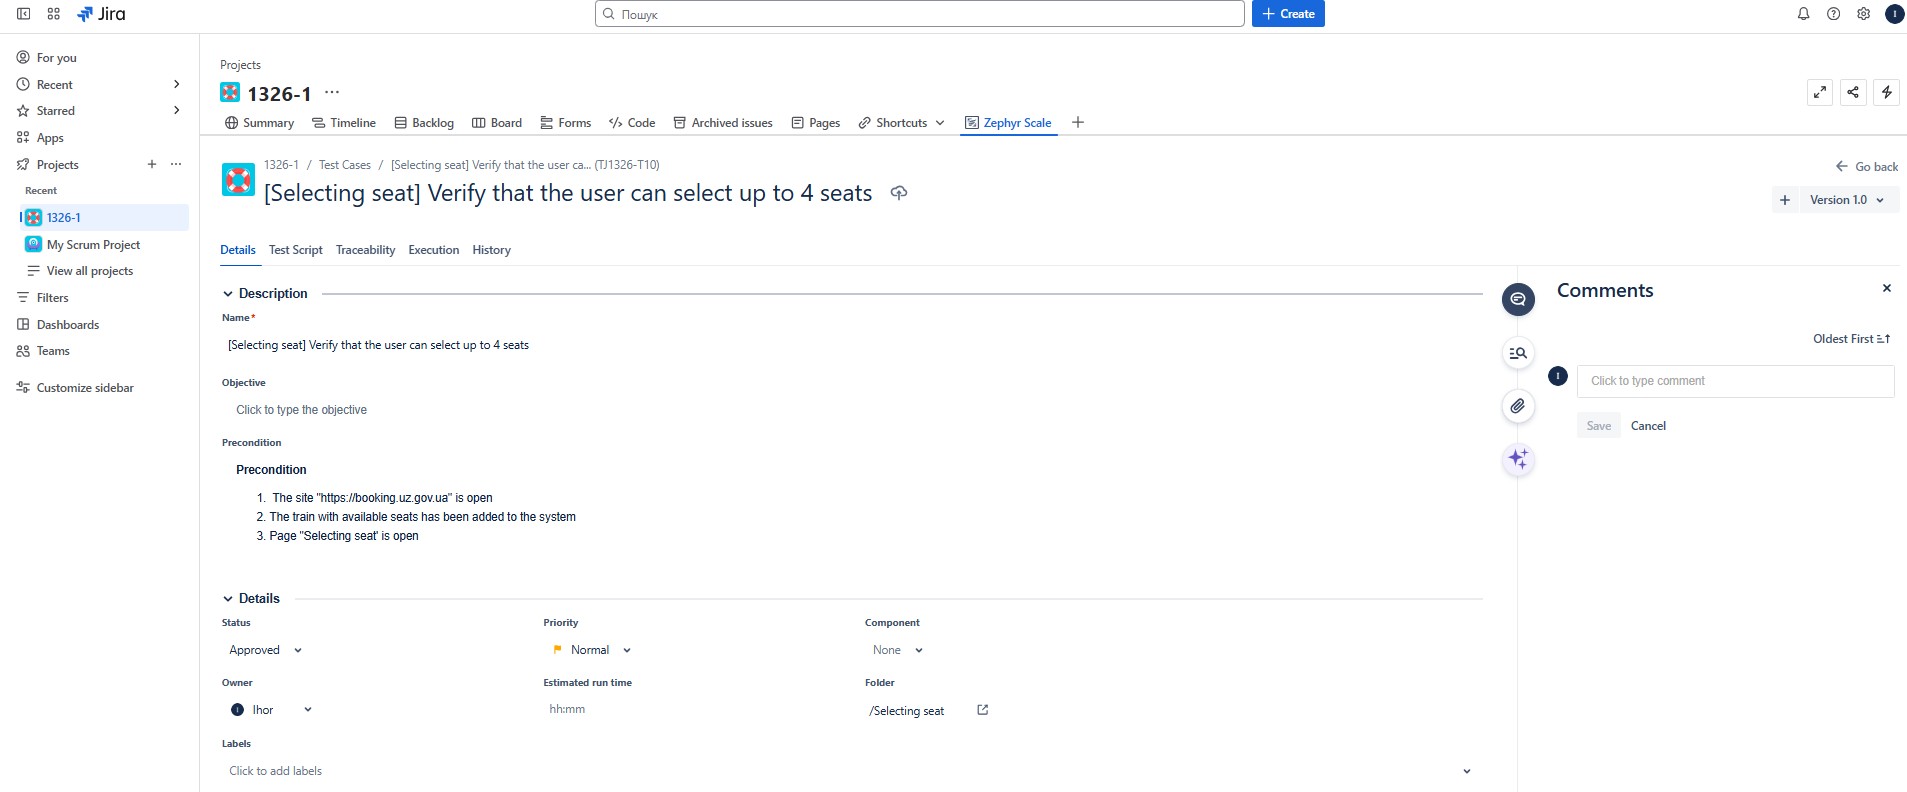 Jira
Пошук
Create
I
For you
Recent
Starred
Apps
Projects
Recent
1326-1
My Scrum Project
View all projects
Filters
Dashboards
Teams
Customize sidebar
Projects
1326-1
Summary Timeline Backlog Board Forms Code Archived issues Pages Shortcuts Zephyr Scale
1326-1 / Test Cases / [Selecting seat] Verify that the user ca... (TJ1326-T10)
Go back
[Selecting seat] Verify that the user can select up to 4 seats
Version 1.0
Details Test Script Traceability Execution History
Description
Name*
[Selecting seat] Verify that the user can select up to 4 seats
Objective
Click to type the objective
Precondition
Precondition
1. The site "https://booking.uz.gov.ua" is open
2. The train with available seats has been added to the system
3. Page "Selecting seat' is open
Details
Status Priority Component
Approved Normal None
Owner Estimated run time Folder
I Ihor hh:mm /Selecting seat
Labels
Click to add labels
Comments
Oldest First
I
Click to type comment
Save Cancel